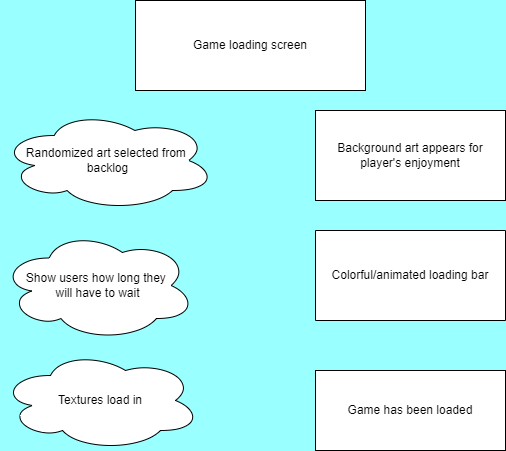 Game loading screen
Randomized art selected from
backlog
Background art appears for
player's enjoyment
Show users how long they
will have to wait
Colorful/animated loading bar
Textures load in
Game has been loaded